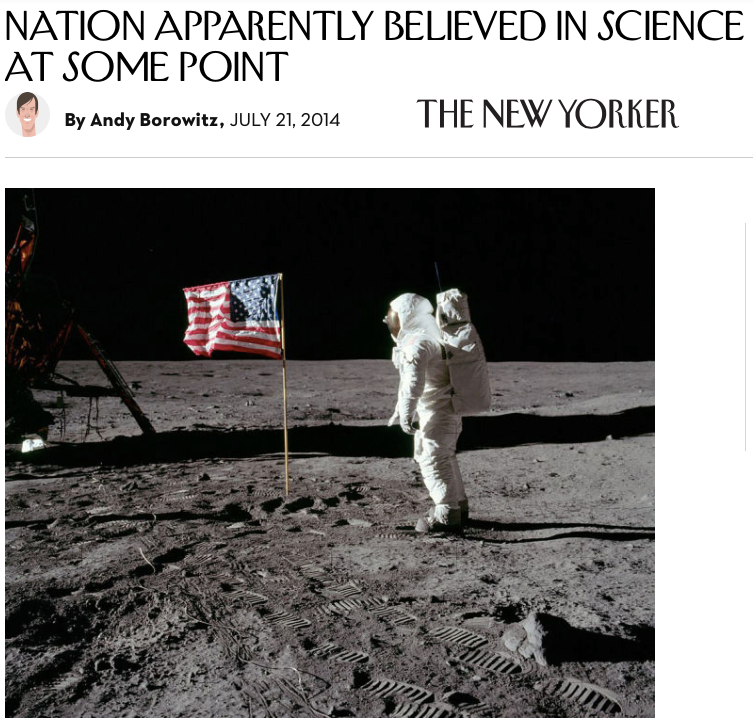 NATION APPARENTLY BELIEVED IN SCIENCE
AT SOME POINT
By Andy Borowitz, JULY 21, 2014
THE NEW YORKER